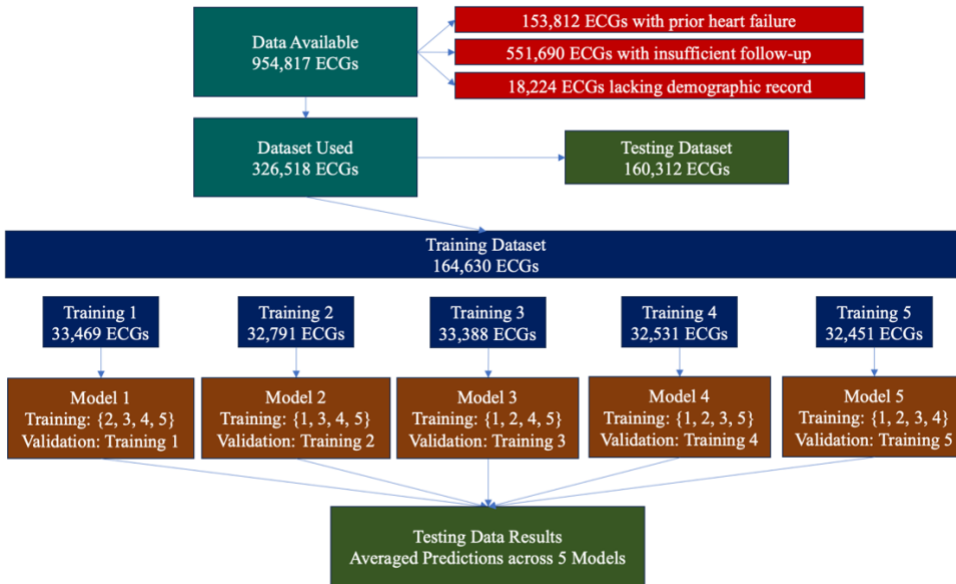 Data Available
954,817 ECGs
153,812 ECGs with prior heart failure
551,690 ECGs with insufficient follow-up
18,224 ECGs lacking demographic record
Dataset Used
326,518 ECGs
Testing Dataset
160,312 ECGs
Training Dataset
164,630 ECGs
Training 1
33,469 ECGs
Training 2
32,791 ECGs
Training 3
33,388 ECGs
Training 4
32,531 ECGs
Training 5
32,451 ECGs
Model 1
Training: {2, 3, 4, 5}
Validation: Training 1
Model 2
Training: {1, 3, 4, 5}
Validation: Training 2
Model 3
Training: {1, 2, 4, 5}
Validation: Training 3
Model 4
Training: {1, 2, 3, 5}
Validation: Training 4
Model 5
Training: {1, 2, 3, 4}
Validation: Training 5
Testing Data Results
Averaged Predictions across 5 Models